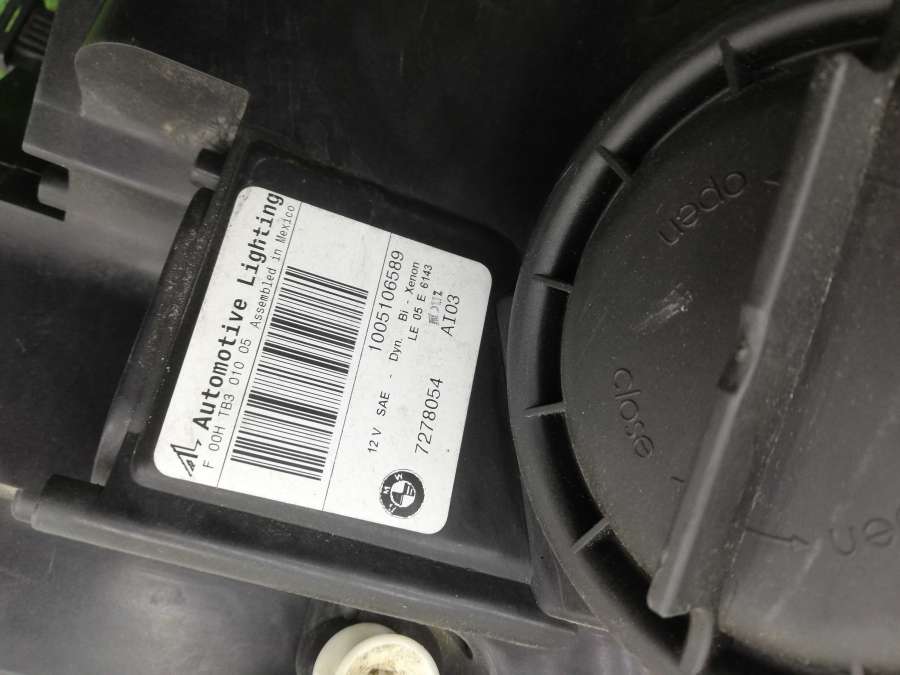 Automotive Lighting
F 00H TB3 010 05 Assembled in Mexico
1005106589
12 V SAE - Dyn. Bi - Xenon
LE 05 E 6143
7278054 AI03
BMW
open
close
open